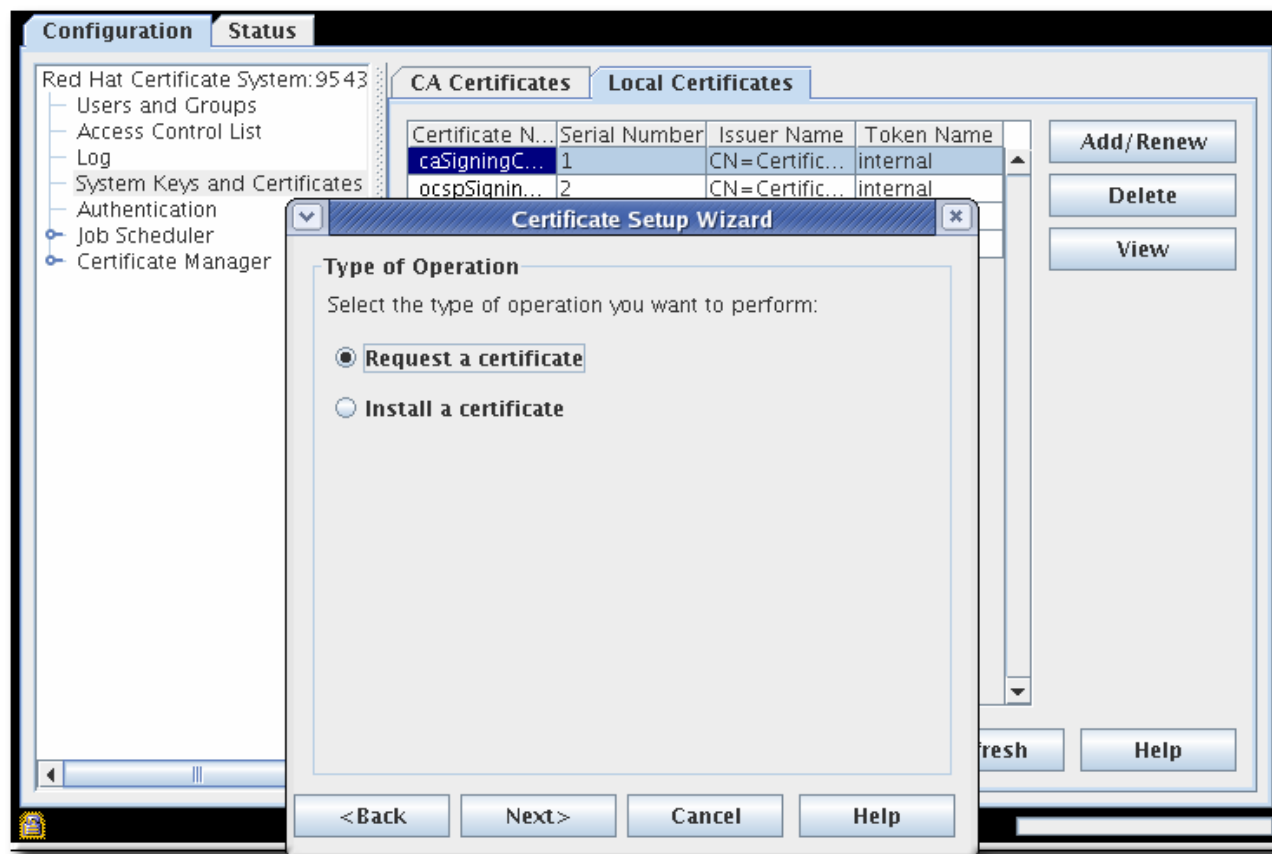 Configuration Status
Red Hat Certificate System:9543
Users and Groups
Access Control List
Log
System Keys and Certificates
Authentication
Job Scheduler
Certificate Manager
CA Certificates Local Certificates
Certificate N... Serial Number Issuer Name Token Name
caSigningC... 1 CN=Certific... internal
ocspSignin... 2 CN=Certific... internal
Add/Renew
Delete
View
Certificate Setup Wizard
Type of Operation
Select the type of operation you want to perform:
Request a certificate
Install a certificate
<Back Next> Cancel Help
fresh Help